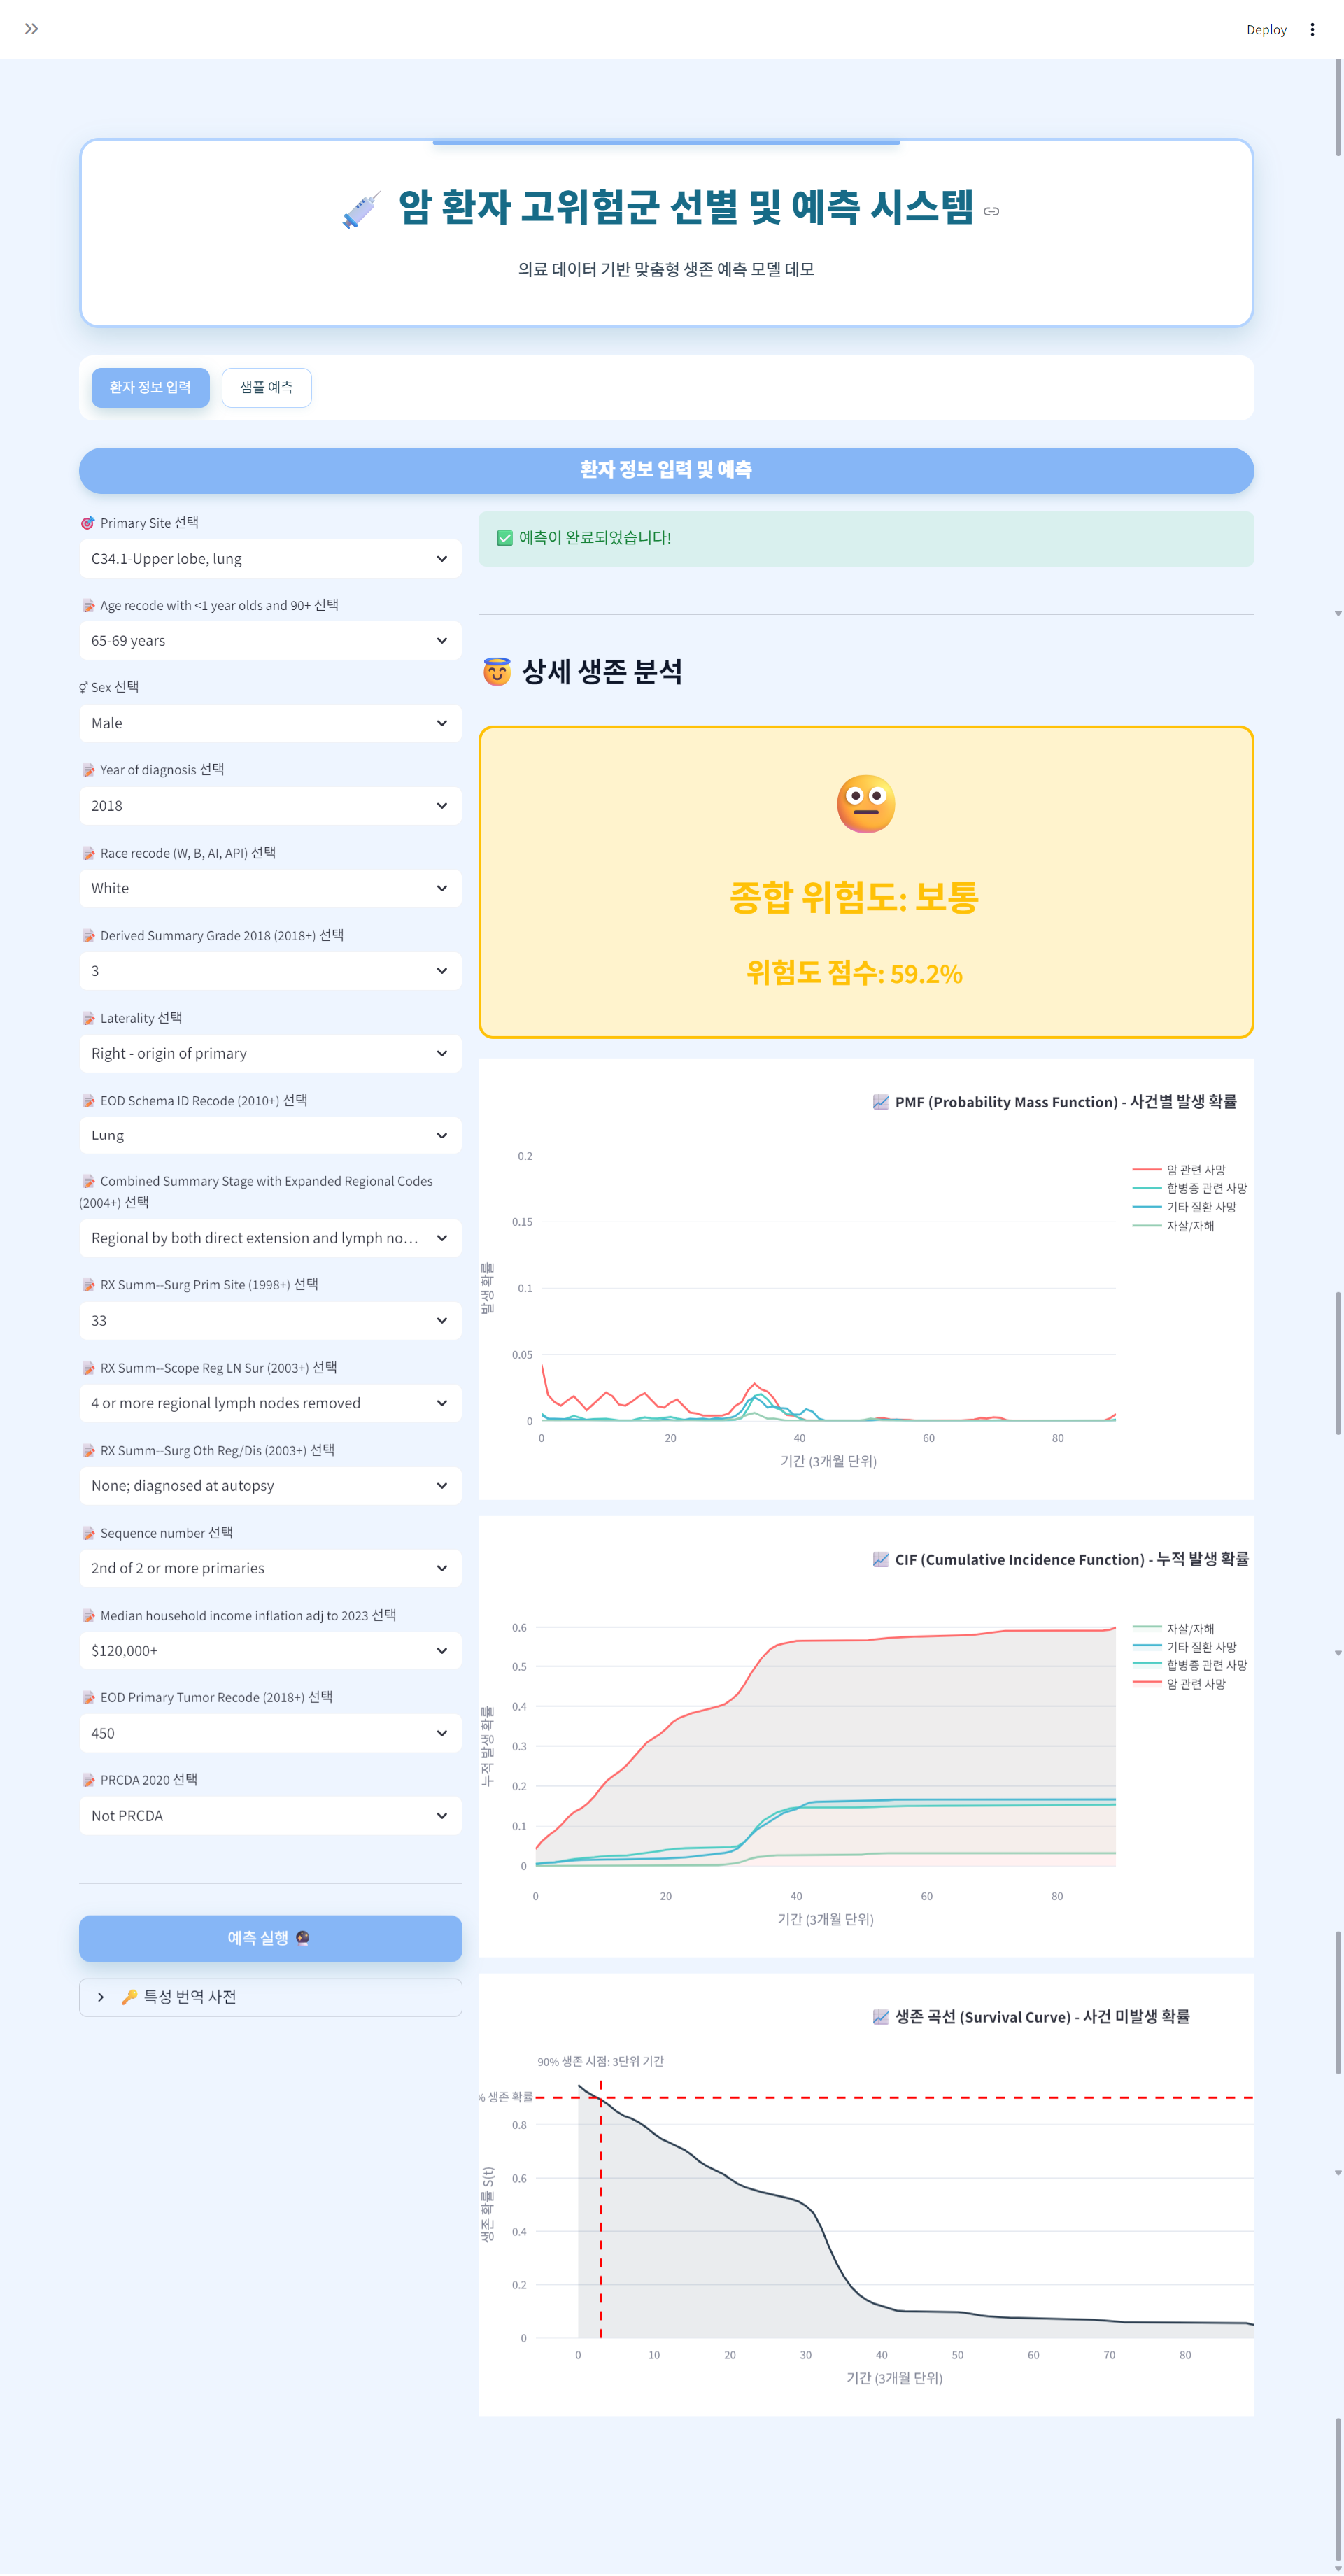 Deploy
암 환자 고위험군 선별 및 예측 시스템
의료 데이터 기반 맞춤형 생존 예측 모델 데모
환자 정보 입력
샘플 예측
환자 정보 입력 및 예측
Primary Site 선택
C34.1-Upper lobe, lung
Age recode with <1 year olds and 90+ 선택
65-69 years
Sex 선택
Male
Year of diagnosis 선택
2018
Race recode (W, B, AI, API) 선택
White
Derived Summary Grade 2018 (2018+) 선택
3
Laterality 선택
Right - origin of primary
EOD Schema ID Recode (2010+) 선택
Lung
Combined Summary Stage with Expanded Regional Codes
(2004+) 선택
Regional by both direct extension and lymph no...
RX Summ--Surg Prim Site (1998+) 선택
33
RX Summ--Scope Reg LN Sur (2003+) 선택
4 or more regional lymph nodes removed
RX Summ--Surg Oth Reg/Dis (2003+) 선택
None; diagnosed at autopsy
Sequence number 선택
2nd of 2 or more primaries
Median household income inflation adj to 2023 선택
$120,000+
EOD Primary Tumor Recode (2018+) 선택
450
PRCDA 2020 선택
Not PRCDA
예측 실행
특성 번역 사전
예측이 완료되었습니다!
상세 생존 분석
종합 위험도: 보통
위험도 점수: 59.2%
PMF (Probability Mass Function) - 사건별 발생 확률
발생 확률
0.2
0.15
0.1
0.05
0
0 20 40 60 80
기간 (3개월 단위)
암 관련 사망
합병증 관련 사망
기타 질환 사망
자살/자해
CIF (Cumulative Incidence Function) - 누적 발생 확률
누적 발생 확률
0.6
0.5
0.4
0.3
0.2
0.1
0
0 20 40 60 80
기간 (3개월 단위)
자살/자해
기타 질환 사망
합병증 관련 사망
암 관련 사망
생존 곡선 (Survival Curve) - 사건 미발생 확률
90% 생존 시점: 3단위 기간
% 생존 확률
생존 확률 S(t)
0.8
0.6
0.4
0.2
0
0 10 20 30 40 50 60 70 80
기간 (3개월 단위)